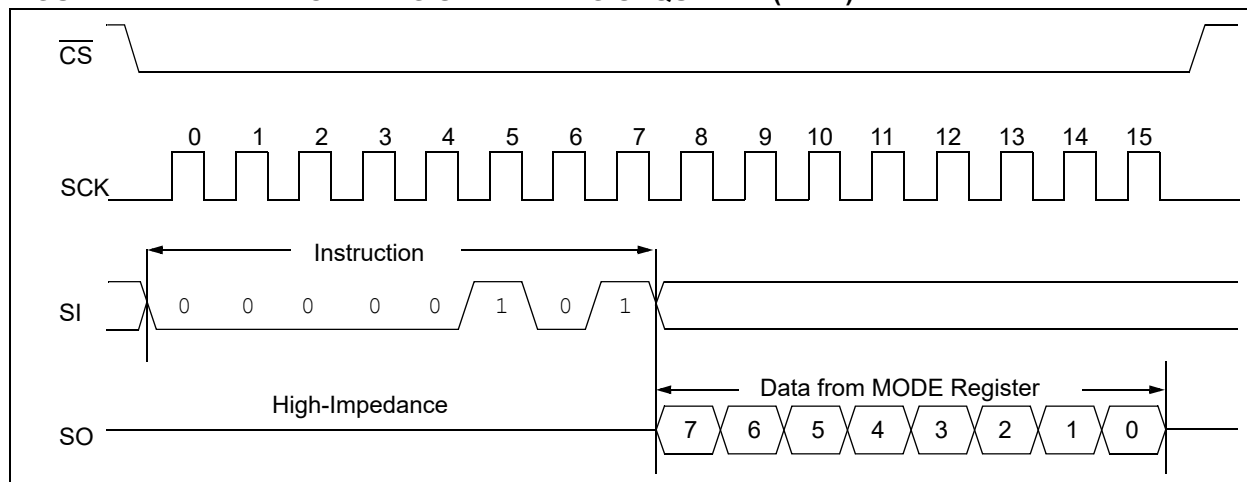 CS
0 1 2 3 4 5 6 7 8 9 10 11 12 13 14 15
SCK
Instruction
SI 0 0 0 0 0 1 0 1
Data from MODE Register
High-Impedance
SO 7 6 5 4 3 2 1 0